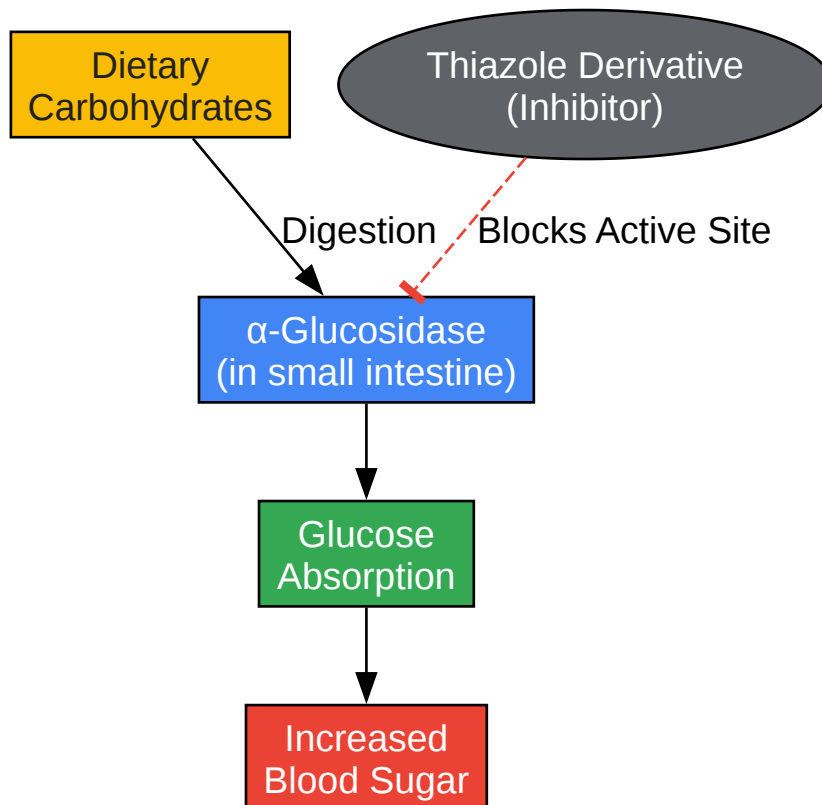 Dietary
Carbohydrates
Thiazole Derivative
(Inhibitor)
Digestion
Blocks Active Site
α-Glucosidase
(in small intestine)
Glucose
Absorption
Increased
Blood Sugar